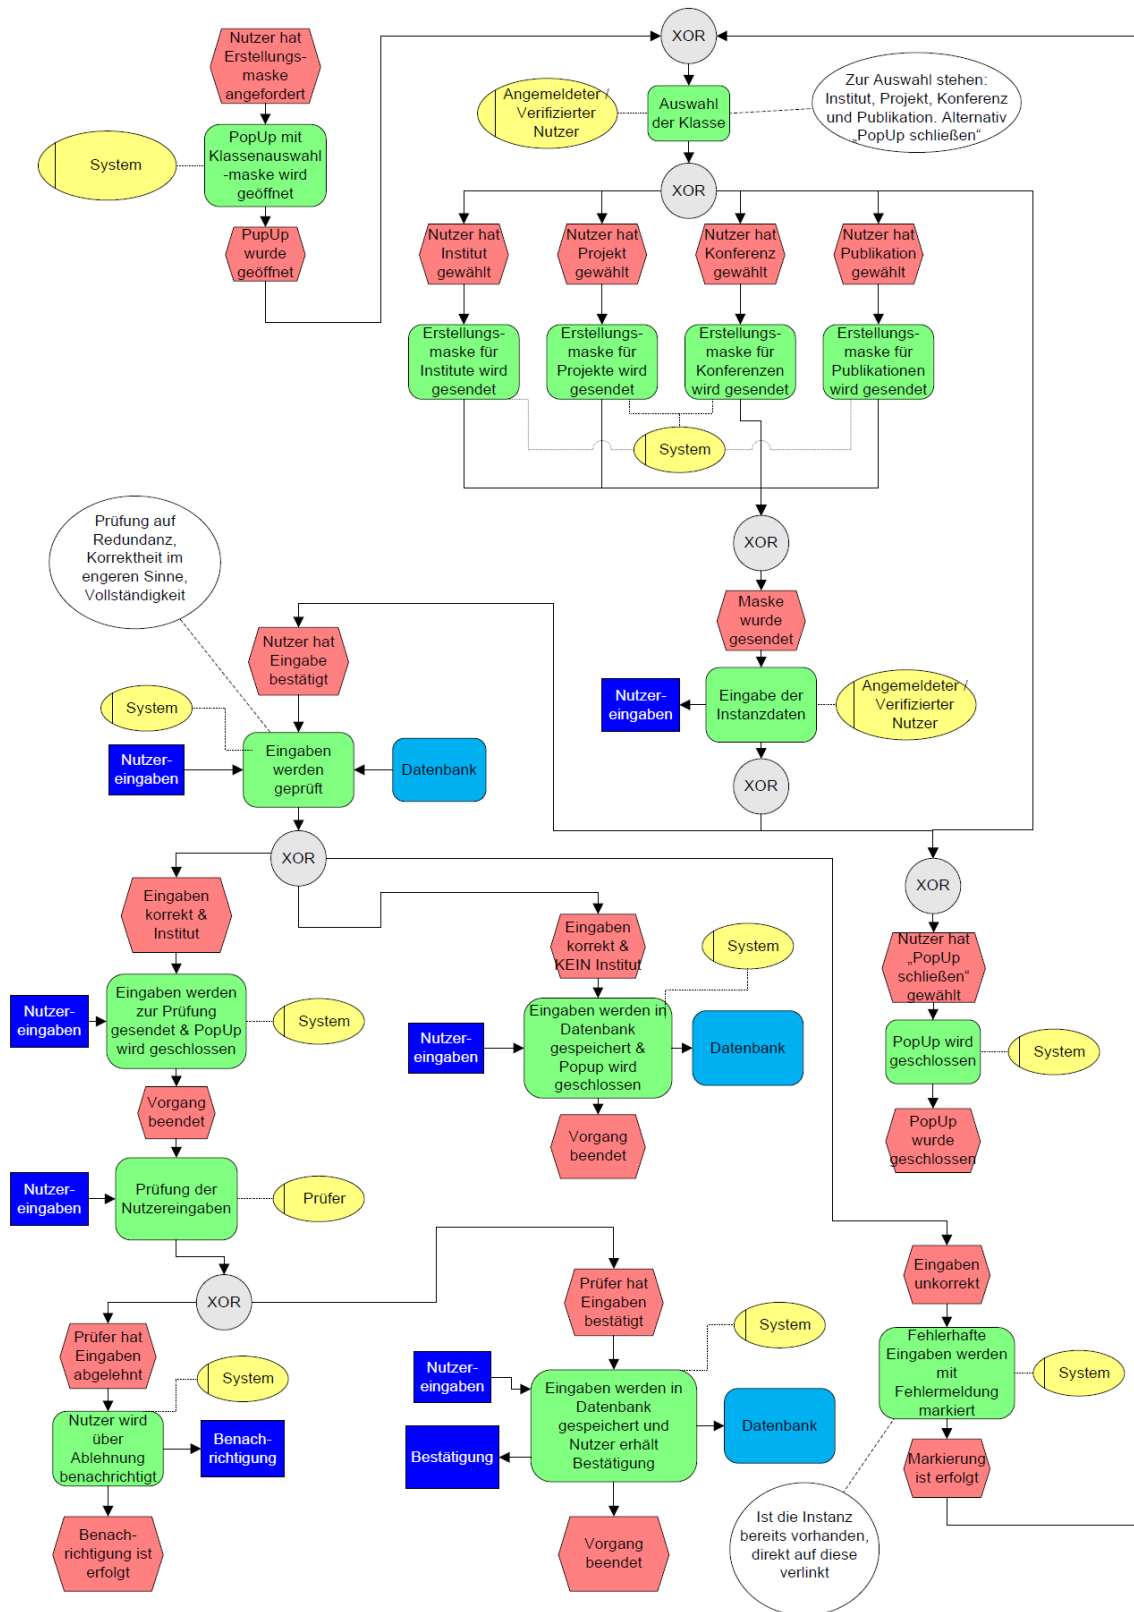 Nutzer hat
Erstellungs-
maske
angefordert
System
PopUp mit
Klassenauswahl
-maske wird
geöffnet
PupUp
wurde
geöffnet
XOR
Angemeldeter /
Verifizierter
Nutzer
Auswahl
der Klasse
Zur Auswahl stehen:
Institut, Projekt, Konferenz
und Publikation. Alternativ
„PopUp schließen“
XOR
Nutzer hat
Institut
gewählt
Nutzer hat
Projekt
gewählt
Nutzer hat
Konferenz
gewählt
Nutzer hat
Publikation
gewählt
Erstellungs-
maske für
Institute wird
gesendet
Erstellungs-
maske für
Projekte wird
gesendet
Erstellungs-
maske für
Konferenzen
wird gesendet
Erstellungs-
maske für
Publikationen
wird gesendet
System
XOR
Maske
wurde
gesendet
Nutzer-
eingaben
Eingabe der
Instanzdaten
Angemeldeter /
Verifizierter
Nutzer
XOR
Prüfung auf
Redundanz,
Korrektheit im
engeren Sinne,
Vollständigkeit
Nutzer hat
Eingabe
bestätigt
System
Nutzer-
eingaben
Eingaben
werden
geprüft
Datenbank
XOR
XOR
Nutzer hat
„PopUp
schließen“
gewählt
PopUp wird
geschlossen
System
PopUp
wurde
geschlossen
Eingaben
korrekt &
Institut
Nutzer-
eingaben
Eingaben werden
zur Prüfung
gesendet & PopUp
wird geschlossen
System
Vorgang
beendet
Eingaben
korrekt &
KEIN Institut
System
Nutzer-
eingaben
Eingaben werden in
Datenbank
gespeichert &
Popup wird
geschlossen
Datenbank
Vorgang
beendet
Nutzer-
eingaben
Prüfung der
Nutzereingaben
Prüfer
XOR
Prüfer hat
Eingaben
abgelehnt
System
Nutzer wird
über
Ablehnung
benachrichtigt
Benach-
richtigung
Benach-
richtigung ist
erfolgt
Prüfer hat
Eingaben
bestätigt
System
Nutzer-
eingaben
Bestätigung
Eingaben werden in
Datenbank
gespeichert und
Nutzer erhält
Bestätigung
Datenbank
Vorgang
beendet
Eingaben
unkorrekt
Fehlerhafte
Eingaben werden
mit
Fehlermeldung
markiert
System
Markierung
ist erfolgt
Ist die Instanz
bereits vorhanden,
direkt auf diese
verlinkt